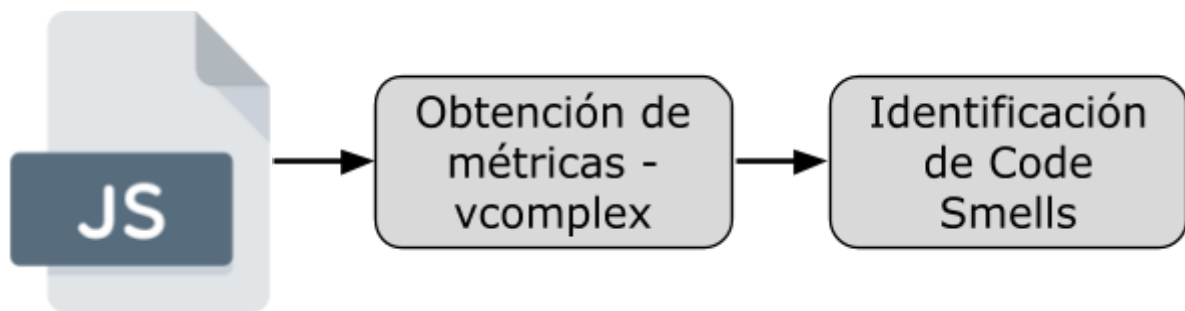 JS
Obtención de
métricas -
vcomplex
Identificación
de Code
Smells